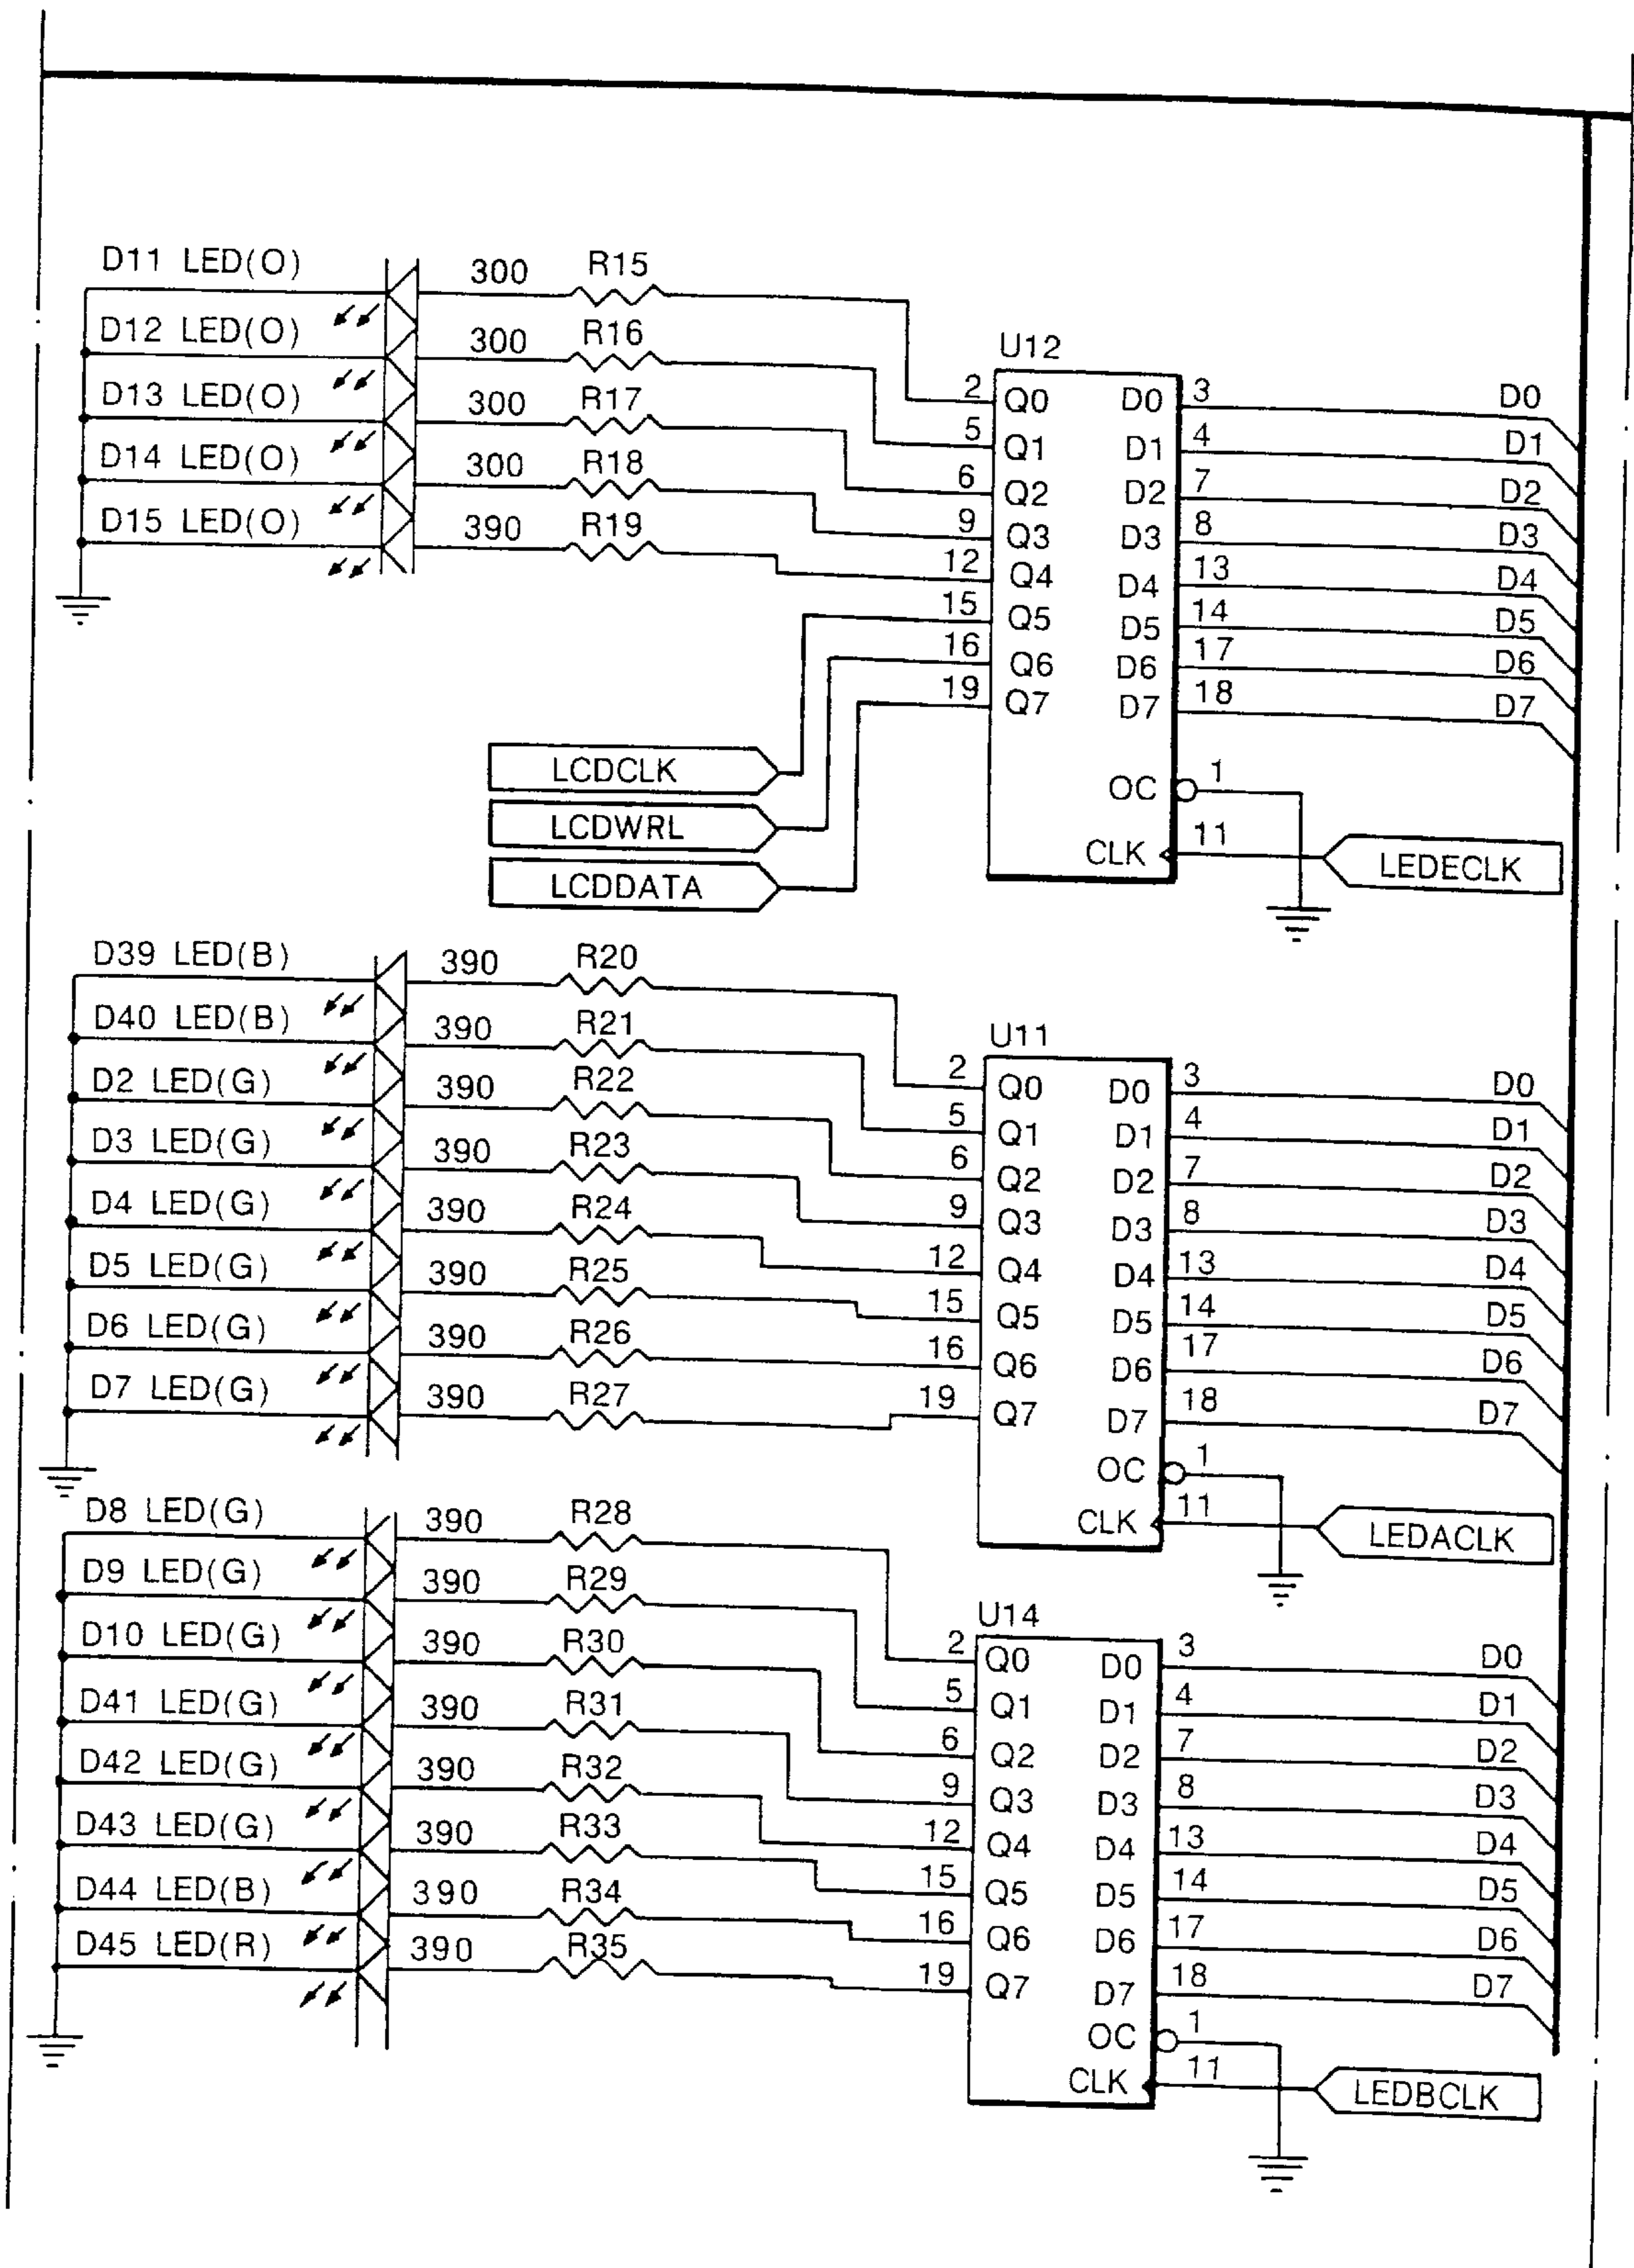 D11 LED(O) 300 R15
D12 LED(O) 300 R16
D13 LED(O) 300 R17
D14 LED(O) 300 R18
D15 LED(O) 390 R19
U12
2 Q0 D0 3 D0
5 Q1 D1 4 D1
6 Q2 D2 7 D2
9 Q3 D3 8 D3
12 Q4 D4 13 D4
15 Q5 D5 14 D5
16 Q6 D6 17 D6
19 Q7 D7 18 D7
OC 1
CLK 11 LEDECLK
LCDCLK
LCDWRL
LCDDATA
D39 LED(B) 390 R20
D40 LED(B) 390 R21
D2 LED(G) 390 R22
D3 LED(G) 390 R23
D4 LED(G) 390 R24
D5 LED(G) 390 R25
D6 LED(G) 390 R26
D7 LED(G) 390 R27
U11
2 Q0 D0 3 D0
5 Q1 D1 4 D1
6 Q2 D2 7 D2
9 Q3 D3 8 D3
12 Q4 D4 13 D4
15 Q5 D5 14 D5
16 Q6 D6 17 D6
19 Q7 D7 18 D7
OC 1
CLK 11 LEDACLK
D8 LED(G) 390 R28
D9 LED(G) 390 R29
D10 LED(G) 390 R30
D41 LED(G) 390 R31
D42 LED(G) 390 R32
D43 LED(G) 390 R33
D44 LED(B) 390 R34
D45 LED(R) 390 R35
U14
2 Q0 D0 3 D0
5 Q1 D1 4 D1
6 Q2 D2 7 D2
9 Q3 D3 8 D3
12 Q4 D4 13 D4
15 Q5 D5 14 D5
16 Q6 D6 17 D6
19 Q7 D7 18 D7
OC 1
CLK 11 LEDBCLK